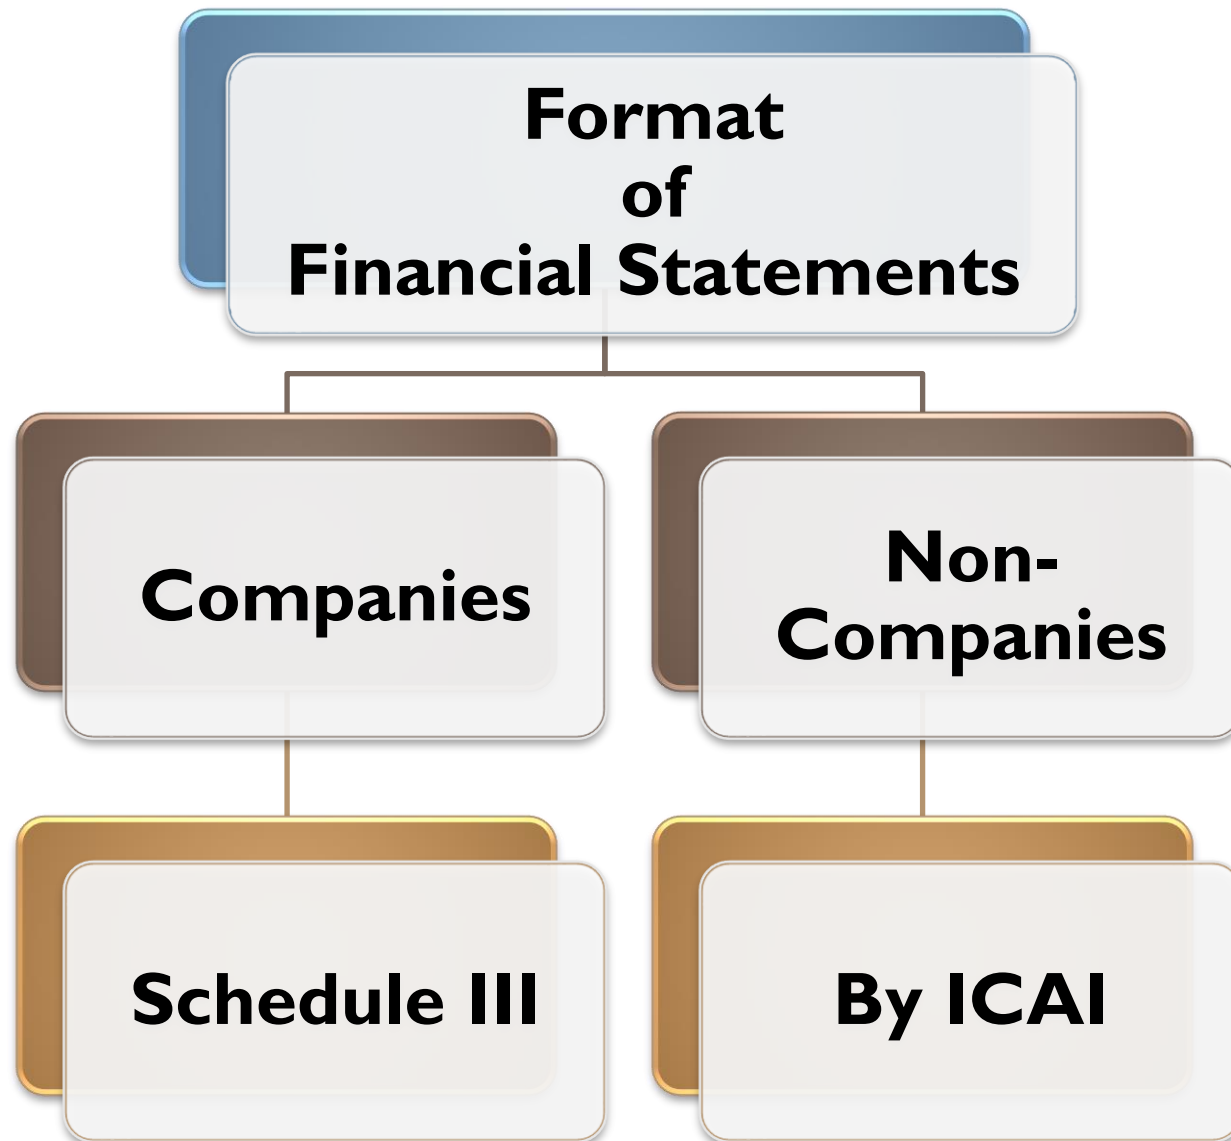 Format
of
Financial Statements
Companies
Non-
Companies
Schedule III
By ICAI